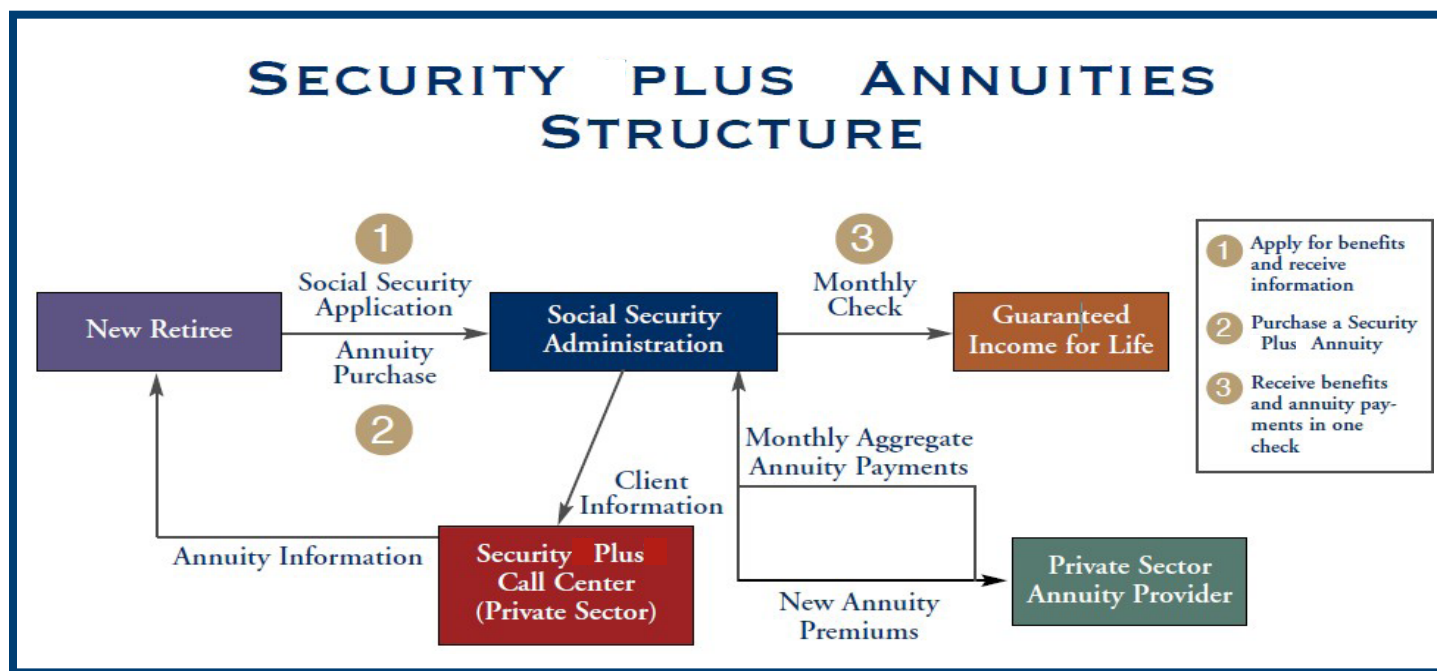 SECURITY PLUS ANNUITIES
STRUCTURE
1
Social Security
Application
New Retiree
Annuity
Purchase
2
Social Security
Administration
3
Monthly
Check
Guaranteed
Income for Life
1 Apply for benefits
and receive
information
2 Purchase a Security
Plus Annuity
3 Receive benefits
and annuity pay-
ments in one
check
Monthly Aggregate
Annuity Payments
Client
Information
Annuity Information
Security Plus
Call Center
(Private Sector)
New Annuity
Premiums
Private Sector
Annuity Provider